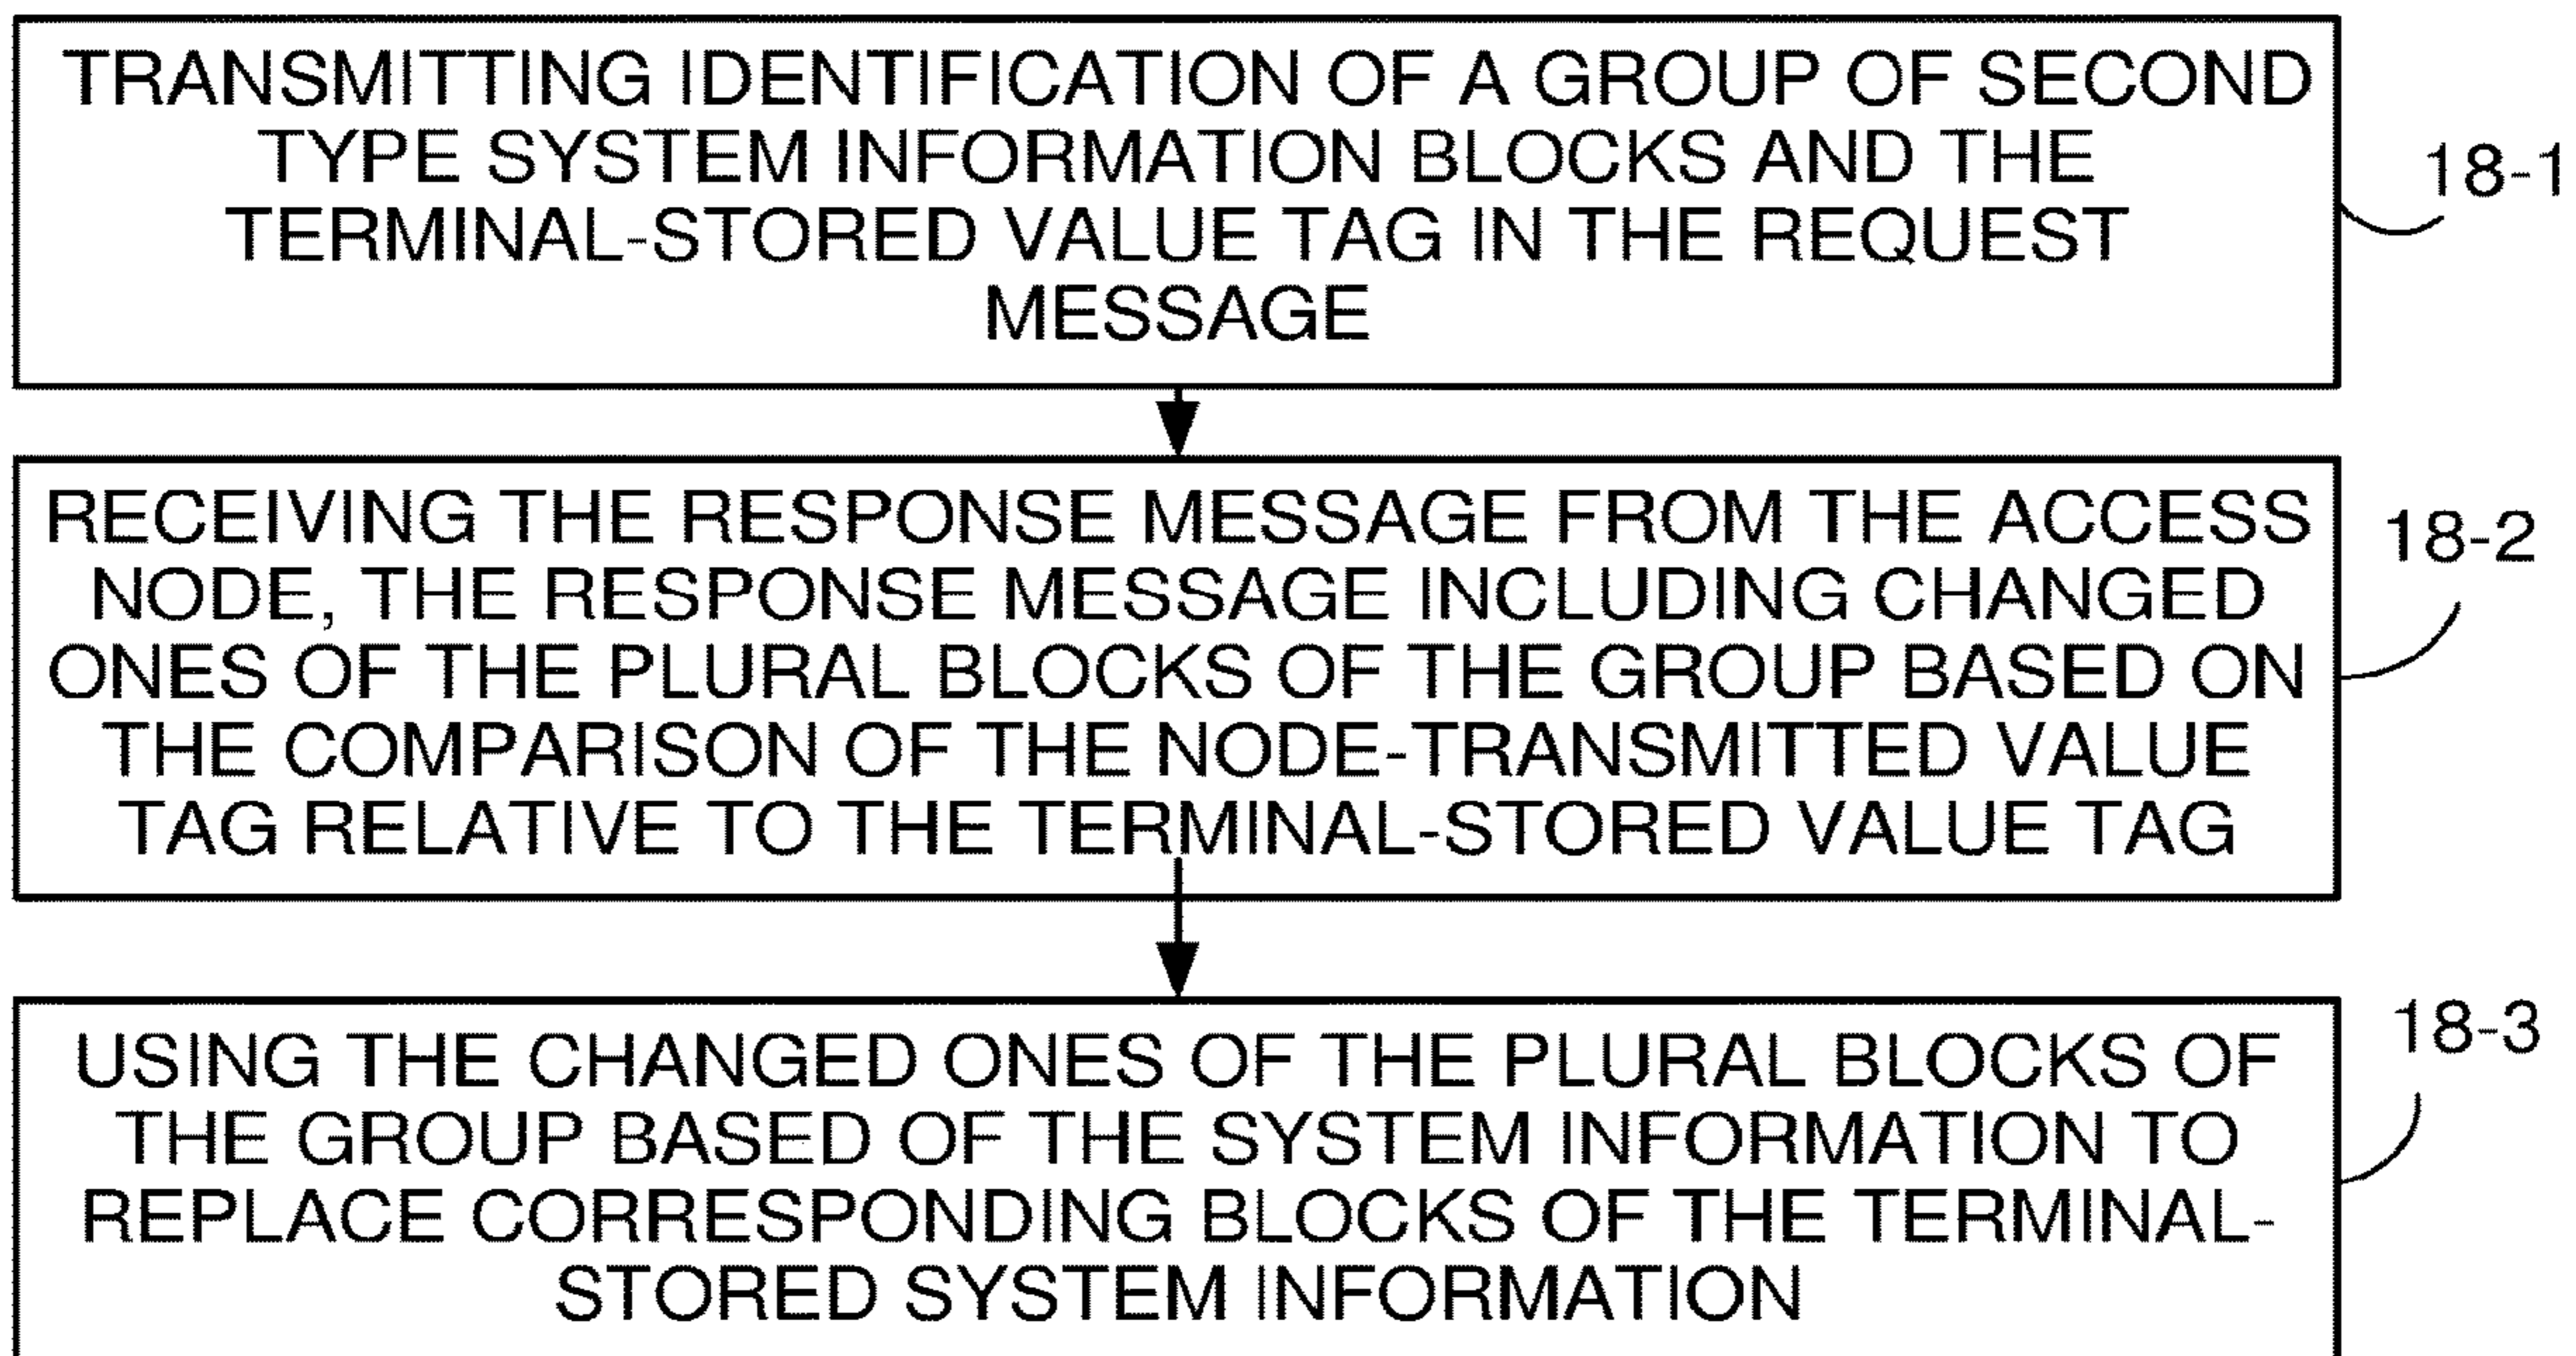 TRANSMITTING IDENTIFICATION OF A GROUP OF SECOND
TYPE SYSTEM INFORMATION BLOCKS AND THE
TERMINAL-STORED VALUE TAG IN THE REQUEST
MESSAGE
18-1
RECEIVING THE RESPONSE MESSAGE FROM THE ACCESS
NODE, THE RESPONSE MESSAGE INCLUDING CHANGED
ONES OF THE PLURAL BLOCKS OF THE GROUP BASED ON
THE COMPARISON OF THE NODE-TRANSMITTED VALUE
TAG RELATIVE TO THE TERMINAL-STORED VALUE TAG
18-2
USING THE CHANGED ONES OF THE PLURAL BLOCKS OF
THE GROUP BASED OF THE SYSTEM INFORMATION TO
REPLACE CORRESPONDING BLOCKS OF THE TERMINAL-
STORED SYSTEM INFORMATION
18-3